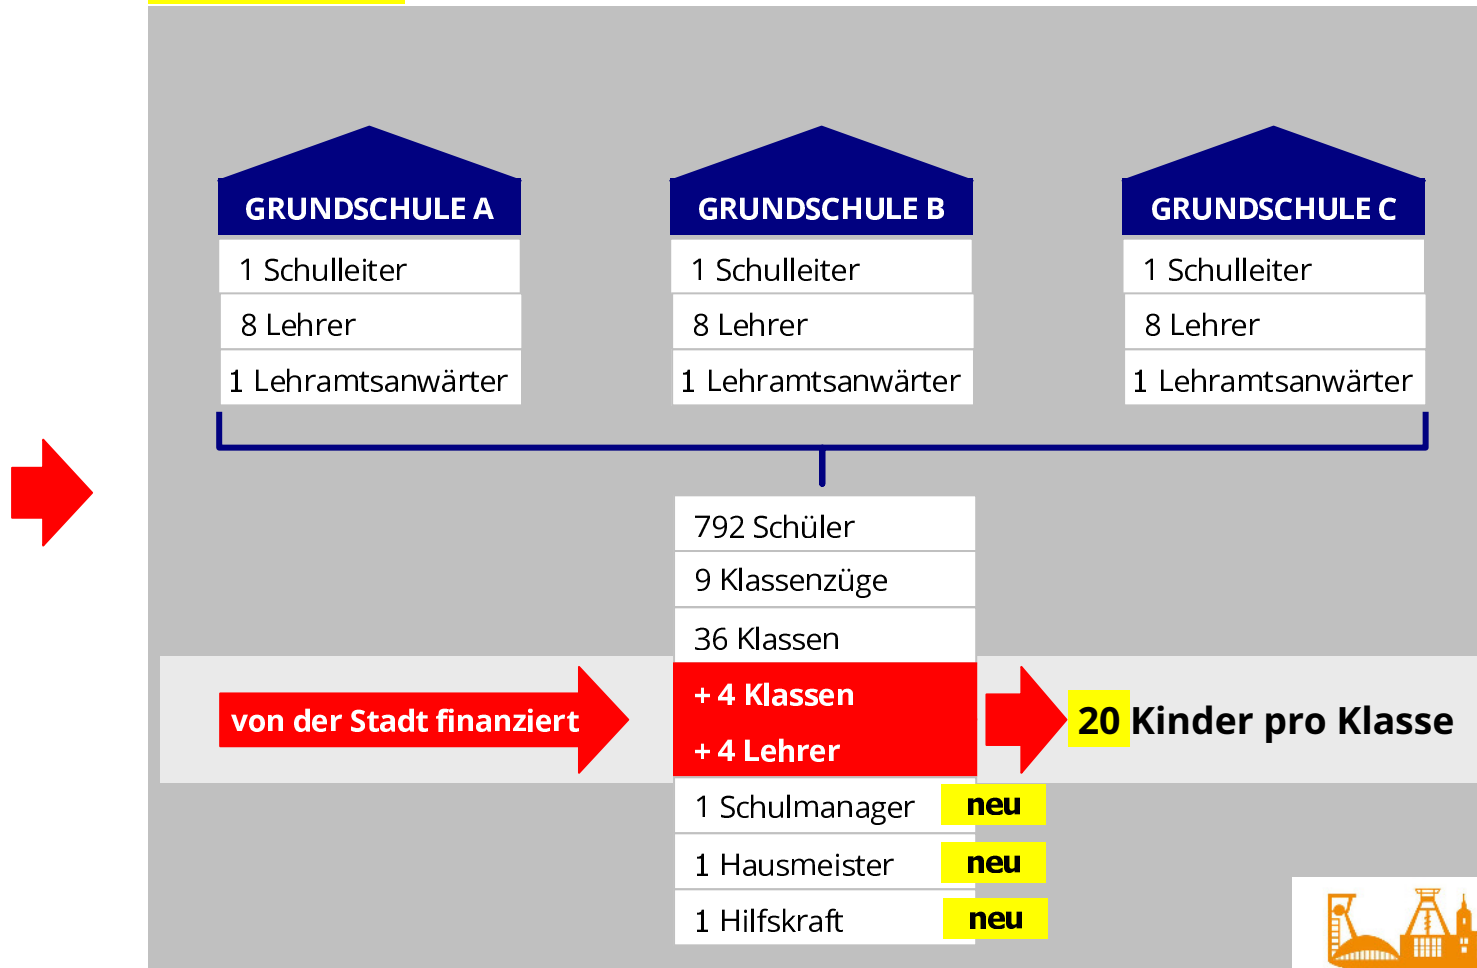 GRUNDSCHULE A
GRUNDSCHULE B
GRUNDSCHULE C
1 Schulleiter
1 Schulleiter
1 Schulleiter
8 Lehrer
8 Lehrer
8 Lehrer
1 Lehramtsanwärter
1 Lehramtsanwärter
1 Lehramtsanwärter
792 Schüler
9 Klassenzüge
36 Klassen
+ 4 Klassen
von der Stadt finanziert
20 Kinder pro Klasse
+ 4 Lehrer
1 Schulmanager neu
1 Hausmeister neu
1 Hilfskraft neu